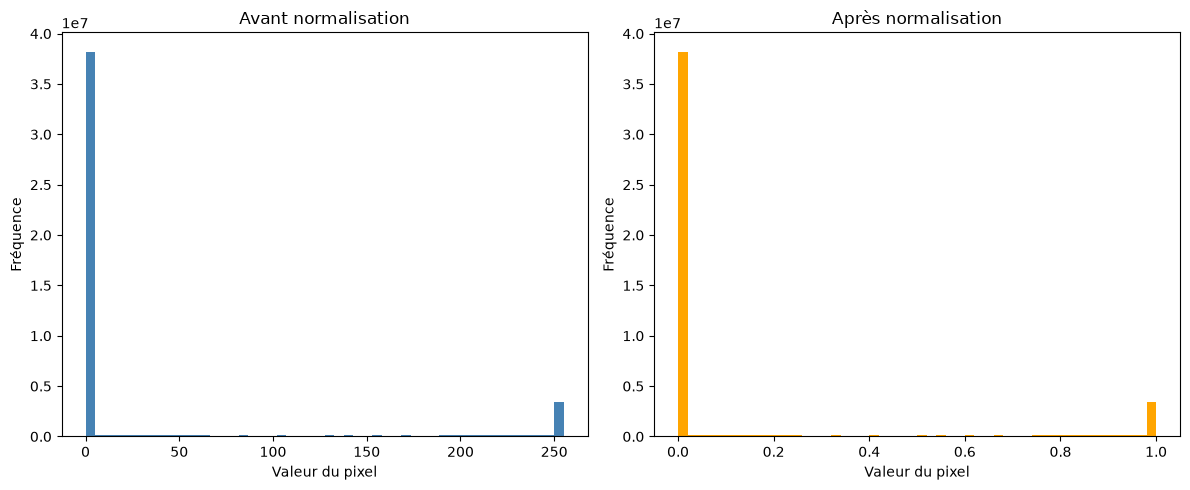 Avant normalisation
1e7
4.0
3.5
3.0
2.5
2.0
1.5
1.0
0.5
0.0
Fréquence
0 50 100 150 200 250
Valeur du pixel
Après normalisation
1e7
4.0
3.5
3.0
2.5
2.0
1.5
1.0
0.5
0.0
Fréquence
0.0 0.2 0.4 0.6 0.8 1.0
Valeur du pixel